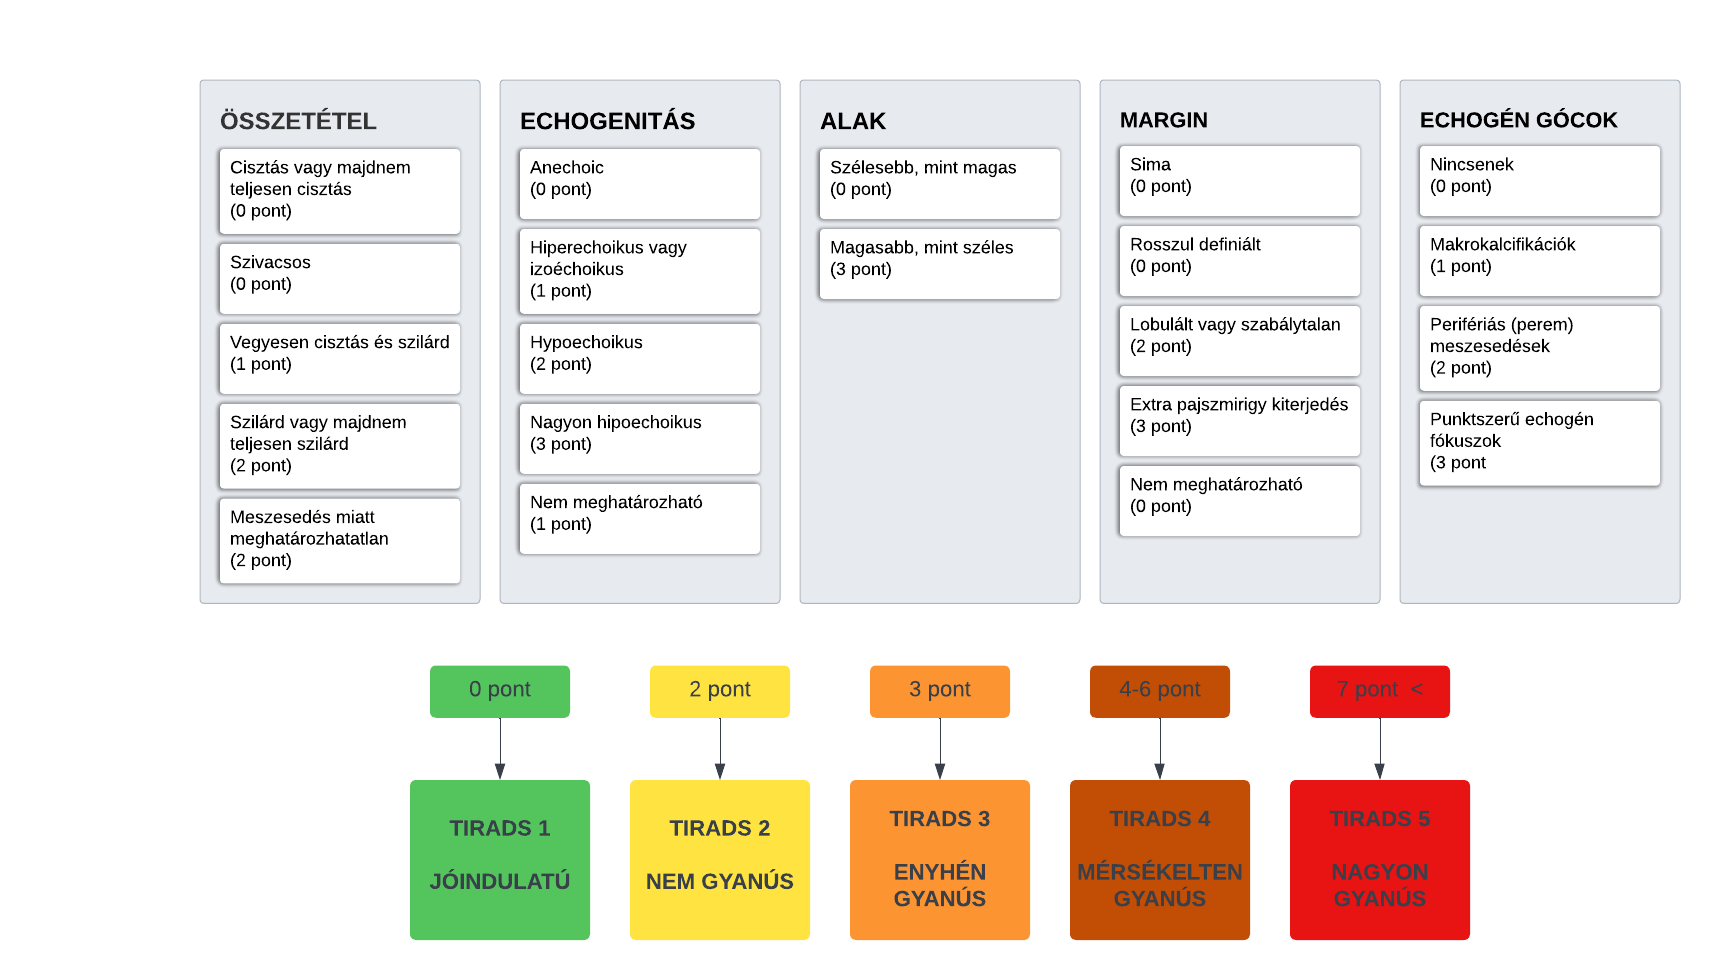 ÖSSZETÉTEL
Cisztás vagy majdnem
teljesen cisztás
(0 pont)
Szivacsos
(0 pont)
Vegyesen cisztás és szilárd
(1 pont)
Szilárd vagy majdnem
teljesen szilárd
(2 pont)
Meszesedés miatt
meghatározhatatlan
(2 pont)
ECHOGENITÁS
Anechoic
(0 pont)
Hiperechoikus vagy
izoéchoikus
(1 pont)
Hypoechoikus
(2 pont)
Nagyon hipoechoikus
(3 pont)
Nem meghatározható
(1 pont)
ALAK
Szélesebb, mint magas
(0 pont)
Magasabb, mint széles
(3 pont)
MARGIN
Sima
(0 pont)
Rosszul definiált
(0 pont)
Lobulált vagy szabálytalan
(2 pont)
Extra pajszmirigy kiterjedés
(3 pont)
Nem meghatározható
(0 pont)
ECHOGÉN GÓCOK
Nincsenek
(0 pont)
Makrokalcifikációk
(1 pont)
Perifériás (perem)
meszesedések
(2 pont)
Punktszerű echogén
fókuszok
(3 pont
0 pont
2 pont
3 pont
4-6 pont
7 pont <
TIRADS 1
JÓINDULATÚ
TIRADS 2
NEM GYANÚS
TIRADS 3
ENYHÉN
GYANÚS
TIRADS 4
MÉRSÉKELTEN
GYANÚS
TIRADS 5
NAGYON
GYANÚS